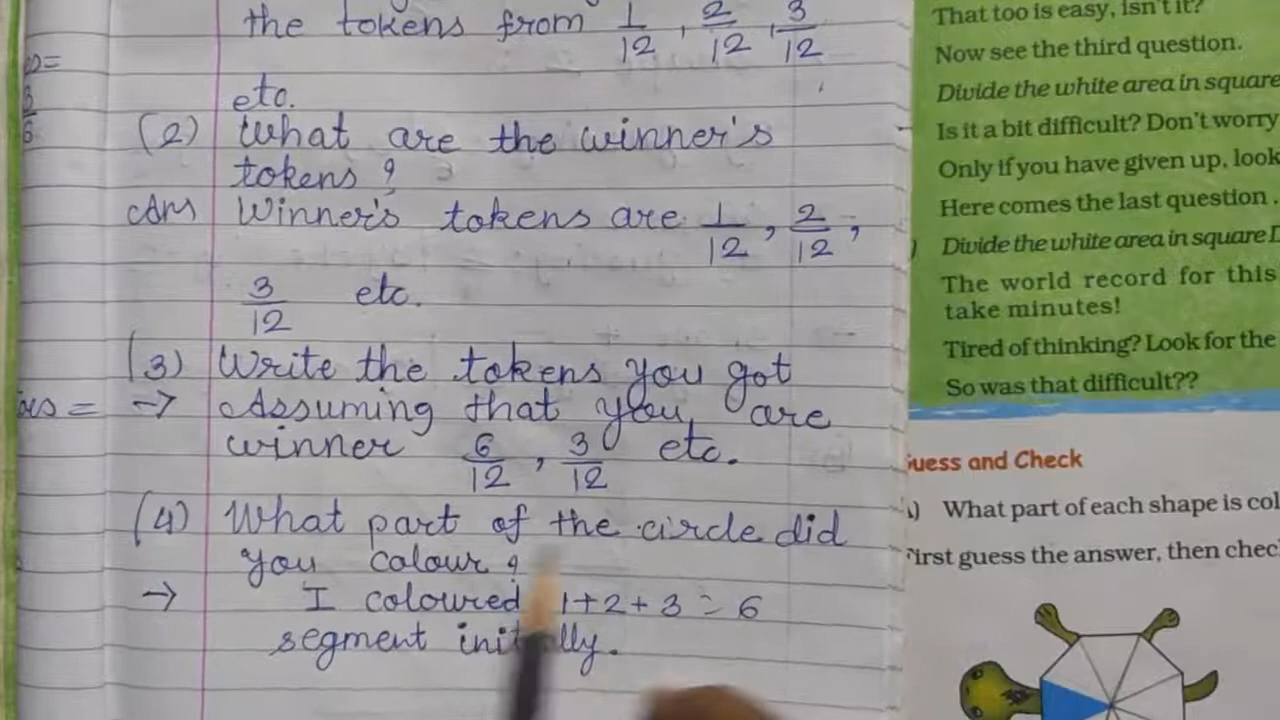 the tokens from 1/12, 2/12, 3/12
etc.
(2) What are the winner's
tokens ?
Ans Winner's tokens are 1/12, 2/12,
3/12 etc.
(3) Write the tokens you got
→ Assuming that you are
winner 6/12, 3/12 etc.
(4) What part of the circle did
you colour ?
→ I coloured 1+2+3 = 6
segment initially.
That too is easy, isn't it?
Now see the third question.
Divide the white area in square
Is it a bit difficult? Don't worry
Only if you have given up, look
Here comes the last question .
Divide the white area in square D
The world record for this
take minutes!
Tired of thinking? Look for the
So was that difficult??
uess and Check
) What part of each shape is col
First guess the answer, then chec